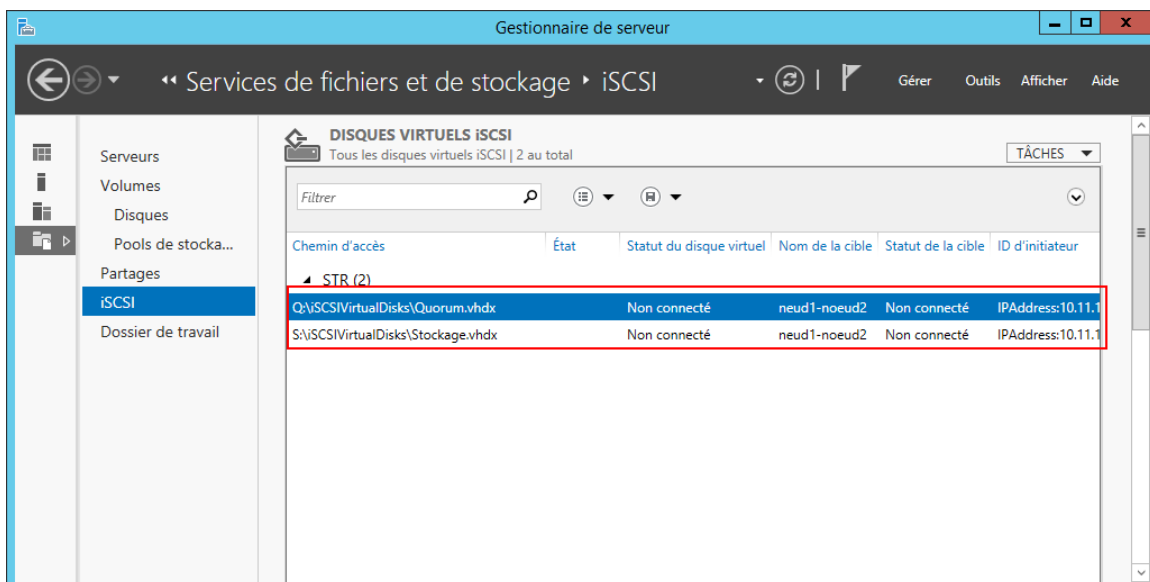 Gestionnaire de serveur
Services de fichiers et de stockage iSCSI
Gérer Outils Afficher Aide
Serveurs
Volumes
Disques
Pools de stocka...
Partages
iSCSI
Dossier de travail
DISQUES VIRTUELS iSCSI
Tous les disques virtuels iSCSI | 2 au total
TÂCHES
Filtrer
Chemin d'accès État Statut du disque virtuel Nom de la cible Statut de la cible ID d'initiateur
STR (2)
Q:\iSCSIVirtualDisks\Quorum.vhdx Non connecté neud1-noeud2 Non connecté IPAddress:10.11.1
S:\iSCSIVirtualDisks\Stockage.vhdx Non connecté neud1-noeud2 Non connecté IPAddress:10.11.1